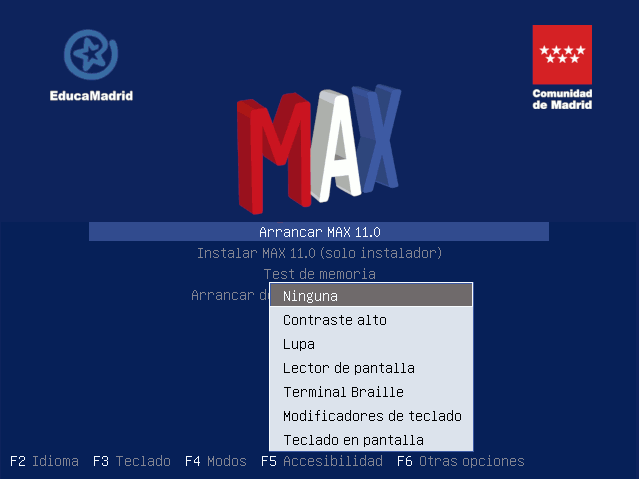 EducaMadrid
Comunidad
de Madrid
MAX
Arrancar MAX 11.0
Instalar MAX 11.0 (solo instalador)
Test de memoria
Arrancar
Ninguna
Contraste alto
Lupa
Lector de pantalla
Terminal Braille
Modificadores de teclado
Teclado en pantalla
F2 Idioma F3 Teclado F4 Modos F5 Accesibilidad F6 Otras opciones